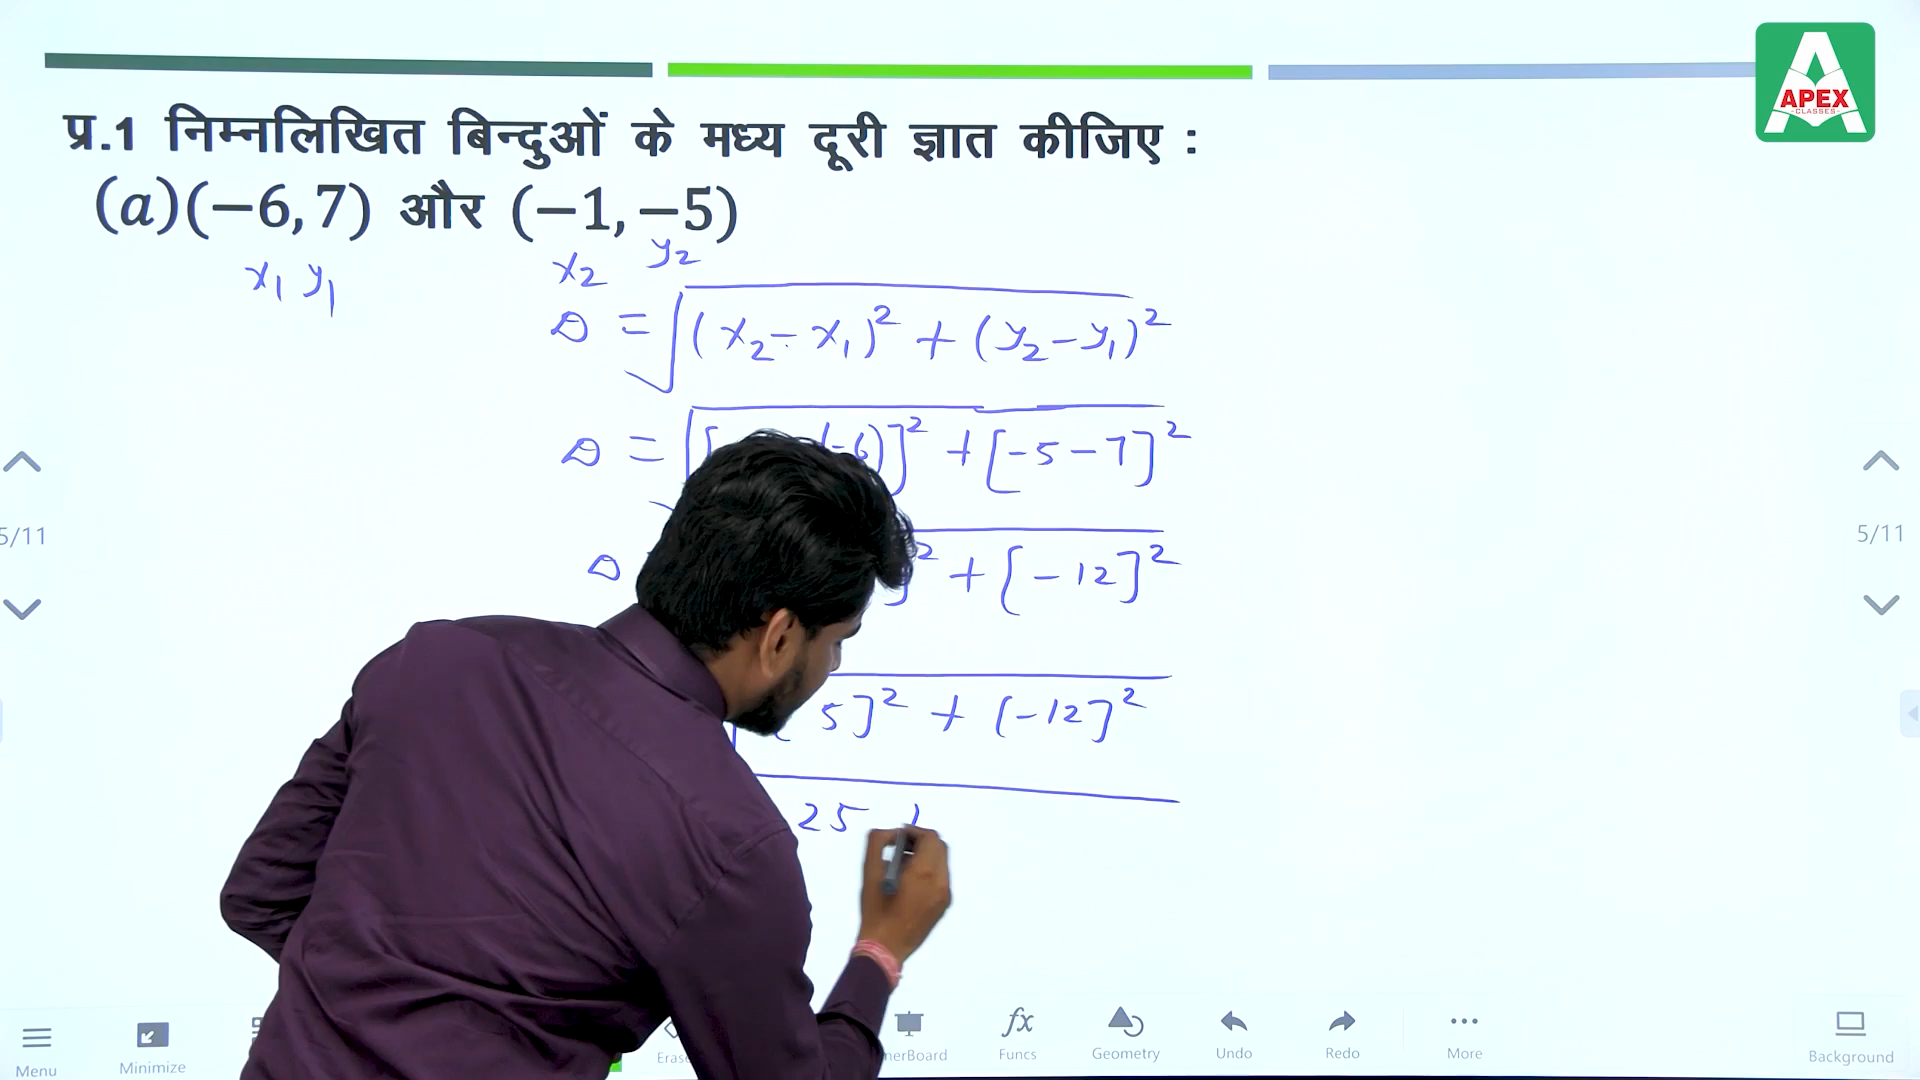 APEX
CLASSES
प्र.1 निम्नलिखित बिन्दुओं के मध्य दूरी ज्ञात कीजिए :
(a)(−6,7) और (−1,−5)
x₁ y₁ x₂ y₂
D = √(x₂ - x₁)² + (y₂ - y₁)²
D = √[ (-6)]² + [-5 - 7]²
D ]² + [-12]²
5]² + [-12]²
25
5/11
5/11
Menu
Minimize
Funcs
Geometry
Undo
Redo
More
Background